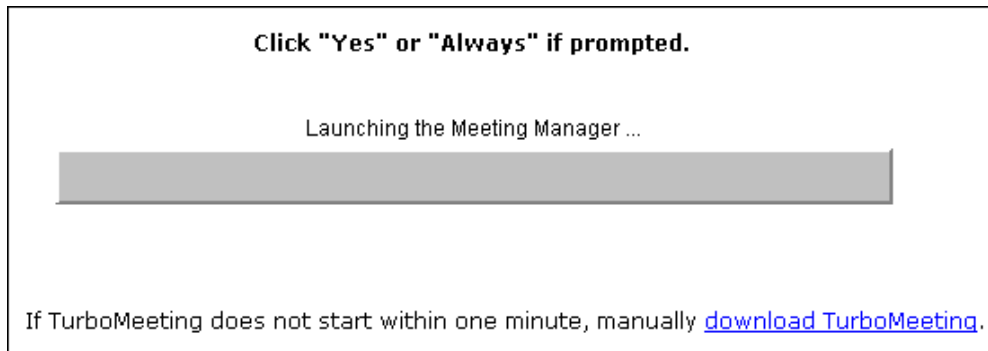 Click "Yes" or "Always" if prompted.
Launching the Meeting Manager ...
If TurboMeeting does not start within one minute, manually download TurboMeeting.